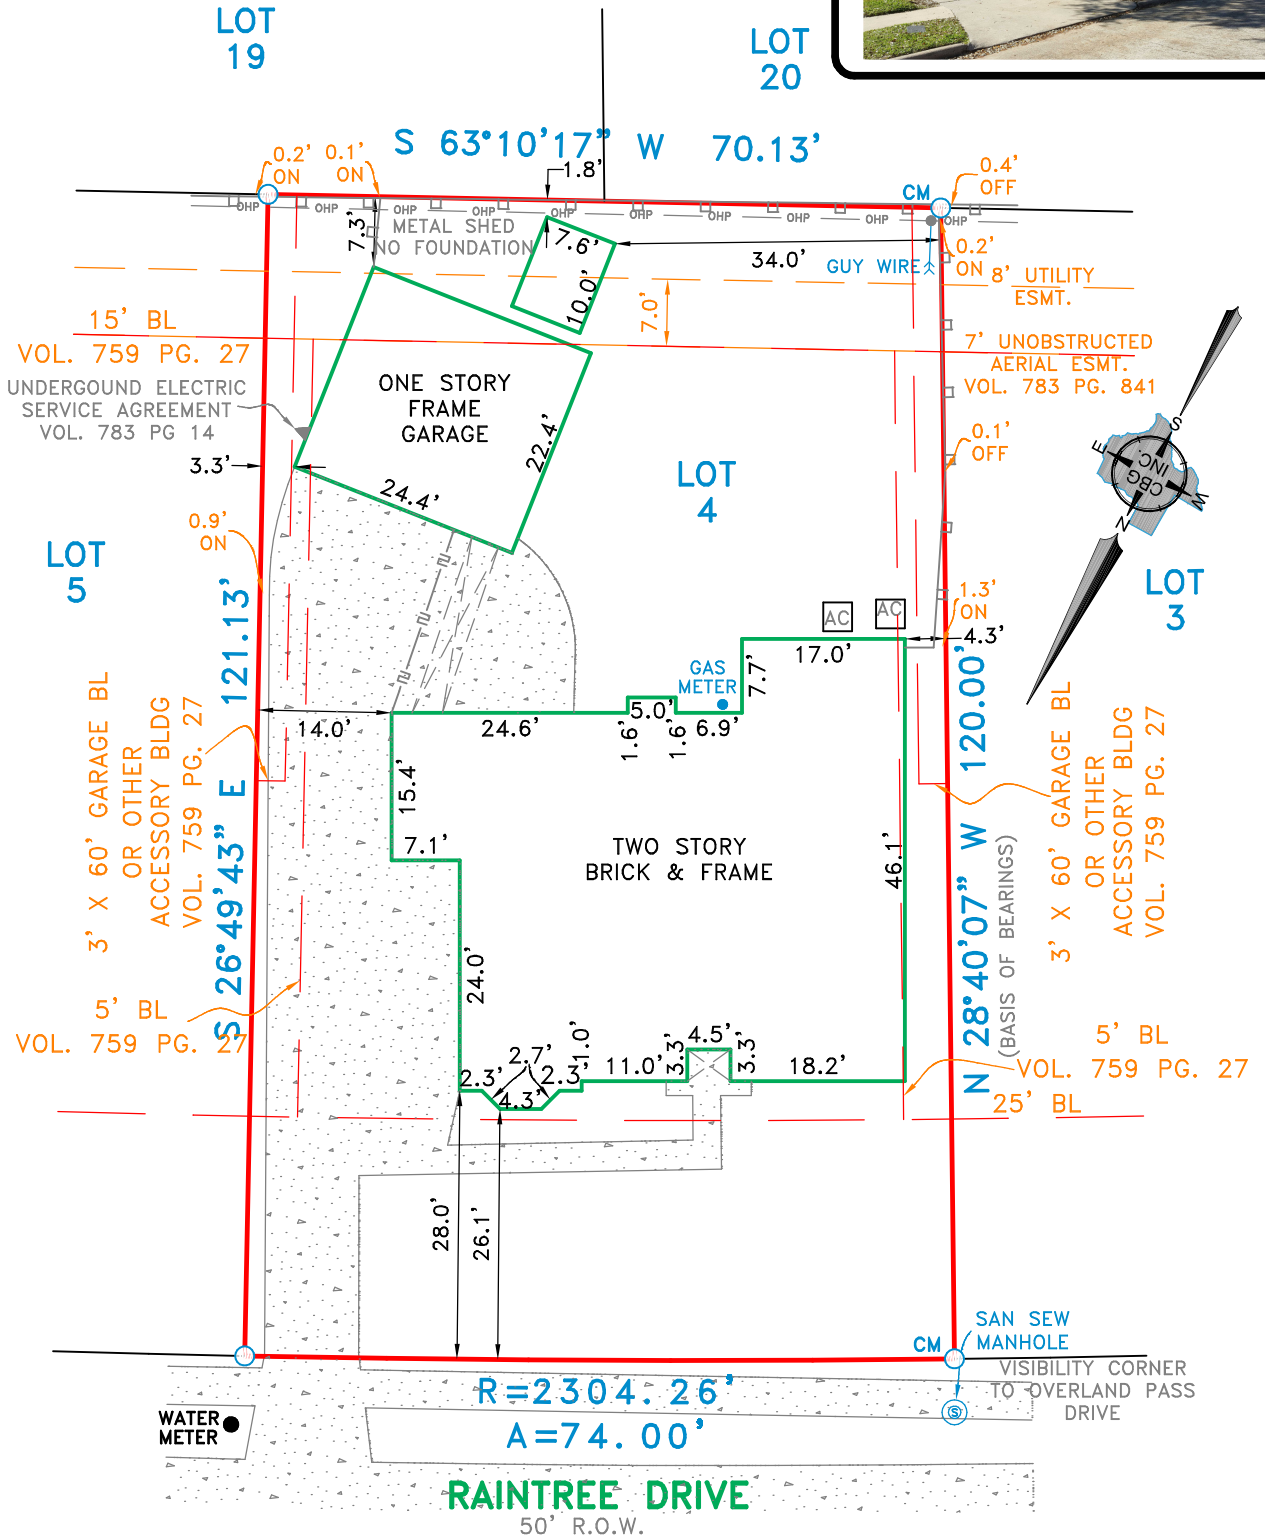 LOT
19
LOT
20
S 63°10'17" W 70.13'
0.2'
ON
0.1'
ON
1.8'
CM
0.4'
OFF
OHP
OHP
OHP
OHP
OHP
OHP
OHP
OHP
OHP
OHP
METAL SHED
NO FOUNDATION
7.3'
7.6'
10.0'
34.0'
GUY WIRE
0.2'
ON
8' UTILITY
ESMT.
7.0'
15' BL
VOL. 759 PG. 27
7' UNOBSTRUCTED
AERIAL ESMT.
VOL. 783 PG. 841
UNDERGOUND ELECTRIC
SERVICE AGREEMENT
VOL. 783 PG 14
ONE STORY
FRAME
GARAGE
22.4'
24.4'
3.3'
0.9'
ON
0.1'
OFF
S
E
W
N
CBG
INC.
LOT
4
LOT
5
LOT
3
1.3'
ON
AC
AC
4.3'
17.0'
7.7'
GAS
METER
5.0'
1.6'
1.6'
6.9'
24.6'
14.0'
15.4'
7.1'
46.1'
TWO STORY
BRICK & FRAME
S 26°49'43" E 121.13'
N 28°40'07" W 120.00'
(BASIS OF BEARINGS)
3' X 60' GARAGE BL
OR OTHER
ACCESSORY BLDG
VOL. 759 PG. 27
3' X 60' GARAGE BL
OR OTHER
ACCESSORY BLDG
VOL. 759 PG. 27
24.0'
5' BL
VOL. 759 PG. 27
5' BL
VOL. 759 PG. 27
25' BL
2.3'
2.7'
4.3'
2.3'
1.0'
11.0'
3.3'
4.5'
3.3'
18.2'
28.0'
26.1'
CM
SAN SEW
MANHOLE
VISIBILITY CORNER
TO OVERLAND PASS
DRIVE
S
R=2304.26'
A=74.00'
WATER
METER
RAINTREE DRIVE
50' R.O.W.